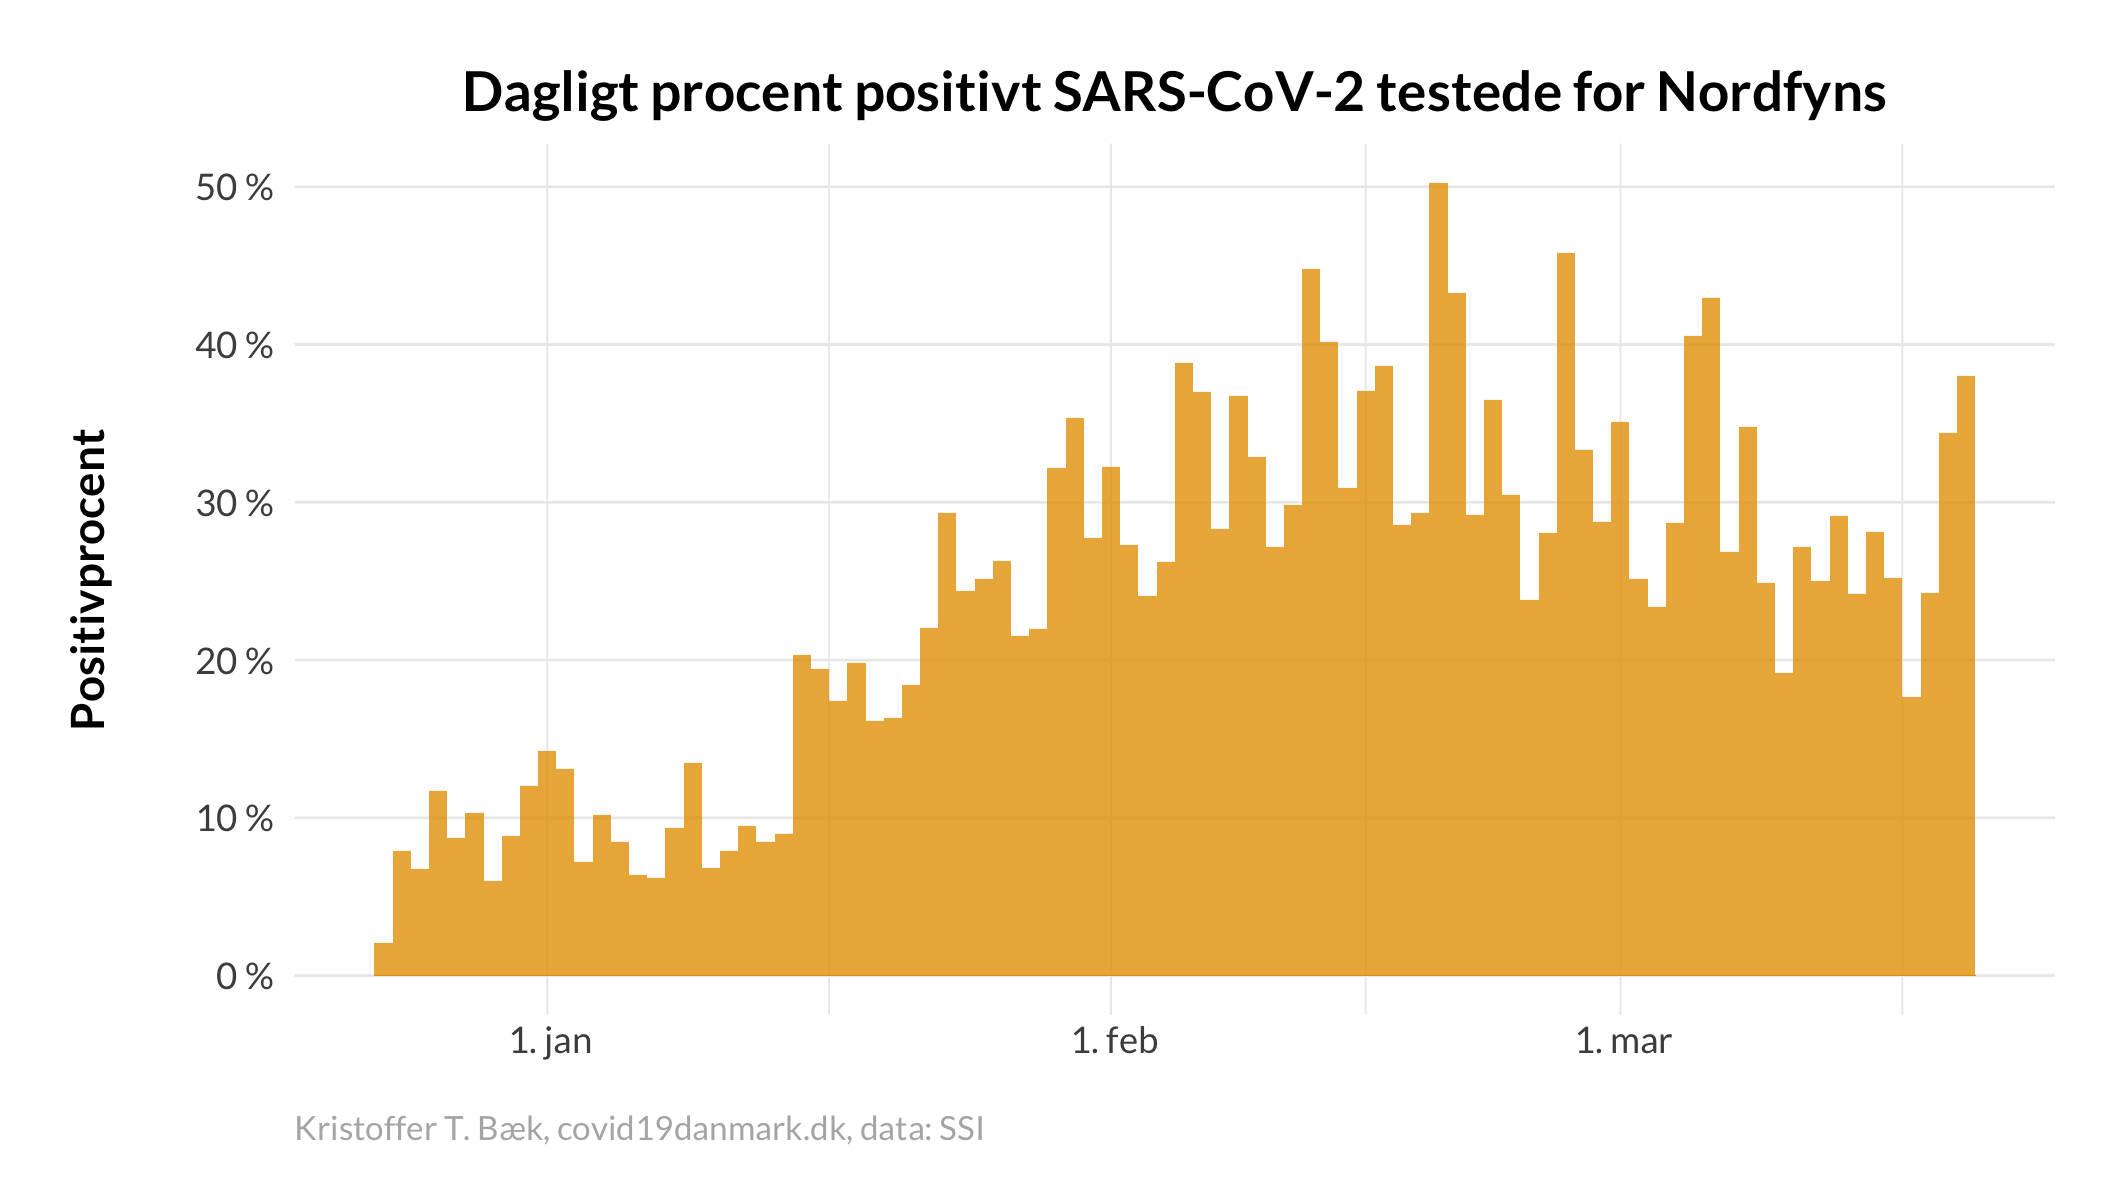 Dagligt procent positivt SARS-CoV-2 testede for Nordfyns
Positivprocent
50 %
40 %
30 %
20 %
10 %
0 %
1. jan
1. feb
1. mar
Kristoffer T. Bæk, covid19danmark.dk, data: SSI